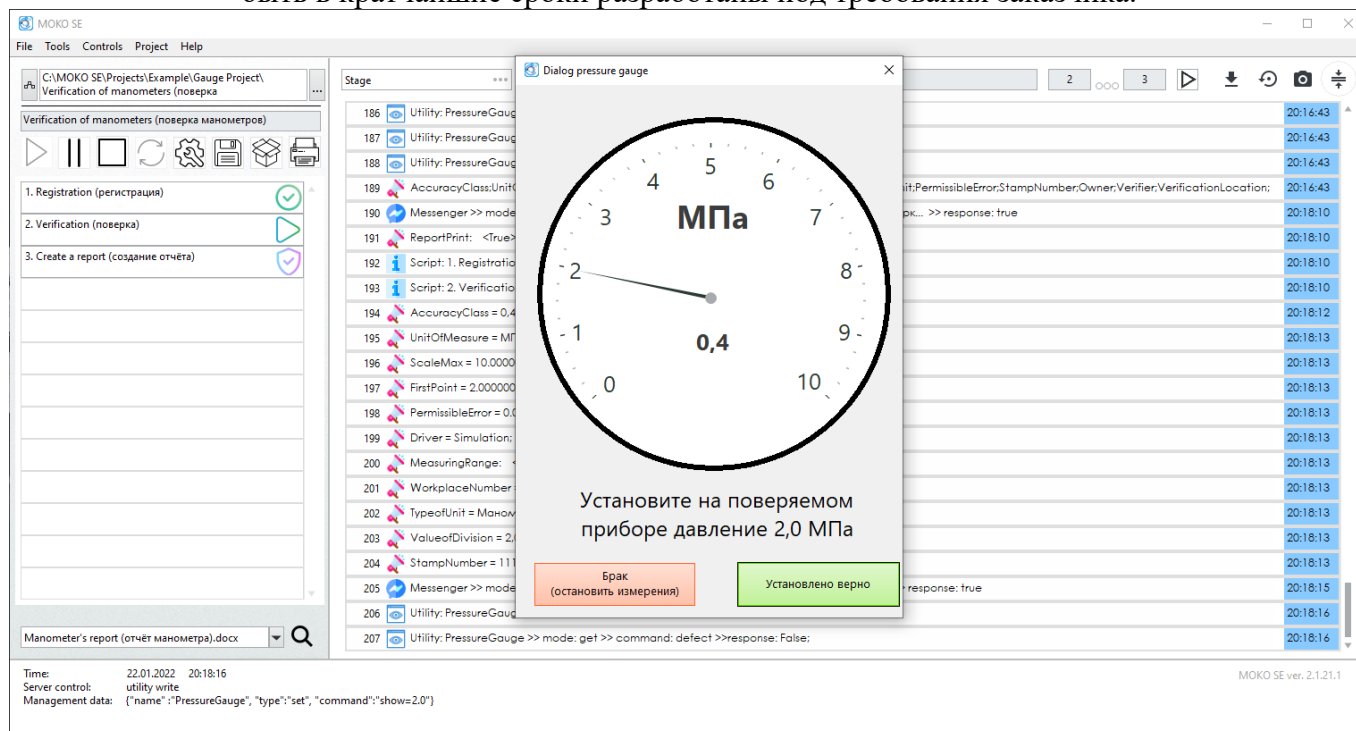 быть в кратчайшие сроки разработаны под требования заказчика.
MOKO SE
File Tools Controls Project Help
C:\MOKO SE\Projects\Example\Gauge Project\
Verification of manometers (поверка
...
Verification of manometers (поверка манометров)
1. Registration (регистрация)
2. Verification (поверка)
3. Create a report (создание отчёта)
Manometer's report (отчёт манометра).docx
Stage
2
3
186 Utility: PressureGaug 20:16:43
187 Utility: PressureGaug 20:16:43
188 Utility: PressureGaug 20:16:43
189 AccuracyClass;Unit nit;PermissibleError;StampNumber;Owner;Verifier;VerificationLocation; 20:16:43
190 Messenger >> mode рк... >> response: true 20:18:10
191 ReportPrint: <True> 20:18:10
192 Script: 1. Registratio 20:18:10
193 Script: 2. Verificatio 20:18:10
194 AccuracyClass = 0,4 20:18:12
195 UnitOfMeasure = МП 20:18:13
196 ScaleMax = 10.0000 20:18:13
197 FirstPoint = 2.000000 20:18:13
198 PermissibleError = 0.0 20:18:13
199 Driver = Simulation; 20:18:13
200 MeasuringRange: < 20:18:13
201 WorkplaceNumber = 20:18:13
202 TypeofUnit = Маном 20:18:13
203 ValueofDivision = 2, 20:18:13
204 StampNumber = 111 20:18:13
205 Messenger >> mode response: true 20:18:15
206 Utility: PressureGaug 20:18:16
207 Utility: PressureGauge >> mode: get >> command: defect >>response: False; 20:18:16
Dialog pressure gauge
0
1
2
3
4
5
6
7
8
9
10
МПа
0,4
Установите на поверяемом
приборе давление 2,0 МПа
Брак
(остановить измерения)
Установлено верно
Time: 22.01.2022 20:18:16
Server control: utility write
Management data: {"name" :"PressureGauge", "type":"set", "command":"show=2.0"}
MOKO SE ver. 2.1.21.1